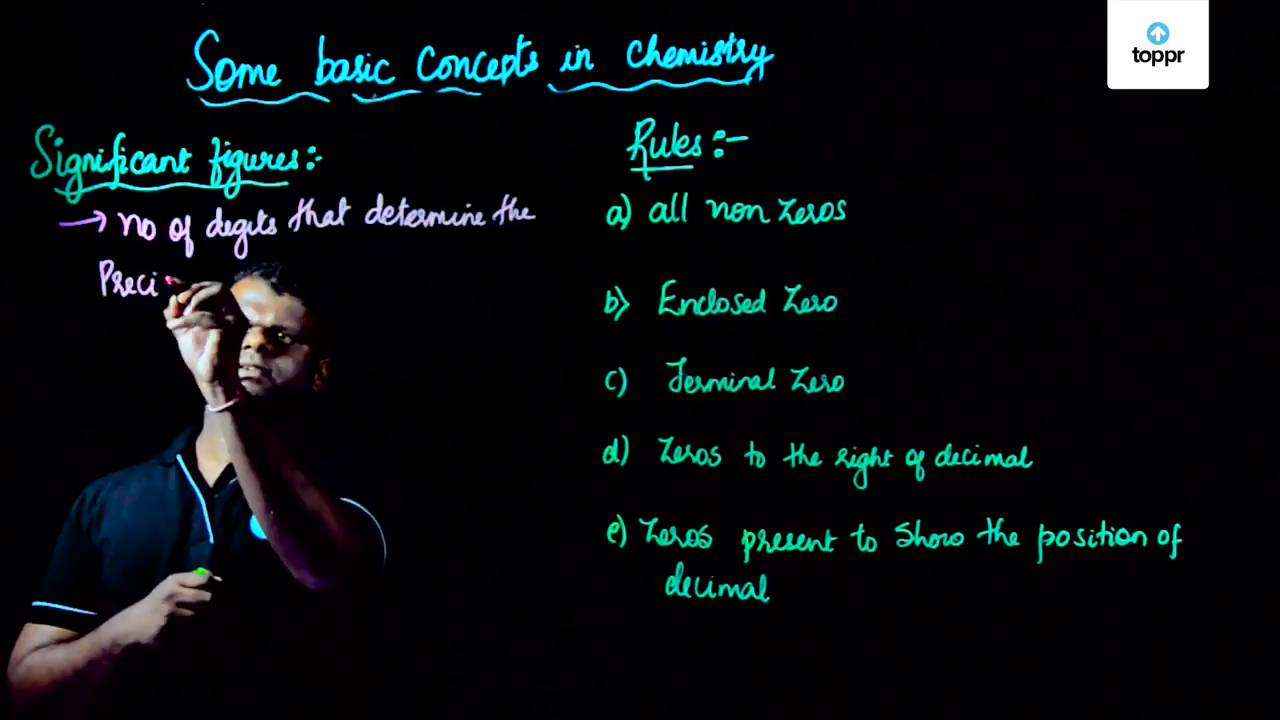 Some basic Concepts in Chemistry
toppr
Significant figures :-
→ no of degits that determine the
Preci
Rules :-
a) all non Zeros
b) Enclosed Zero
c) Terminal Zero
d) Zeros to the right of decimal
e) Zeros present to show the position of
decimal